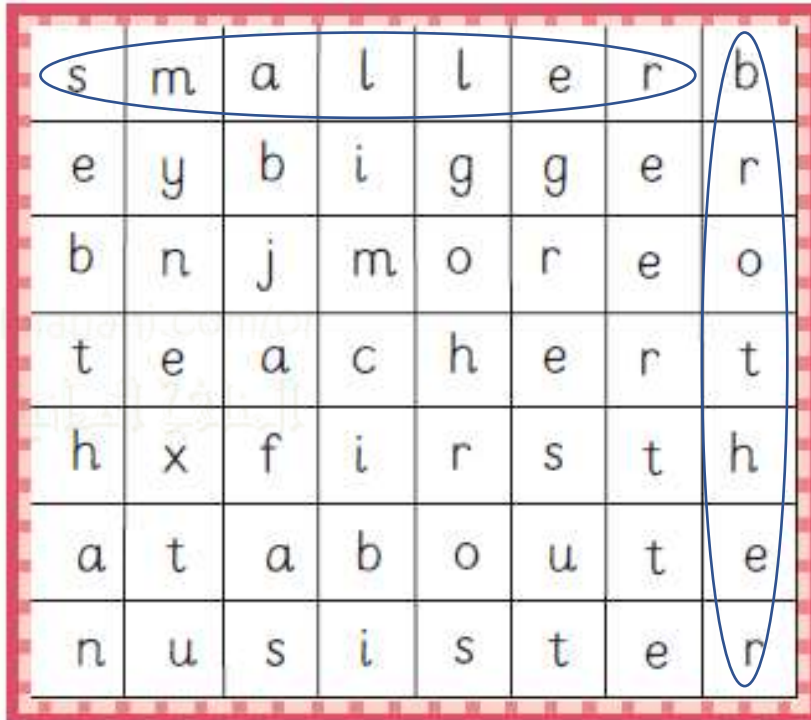 s m a l l e r b
e y b i g g e r
b n j m o r e o
t e a c h e r t
h x f i r s t h
a t a b o u t e
n u s i s t e r